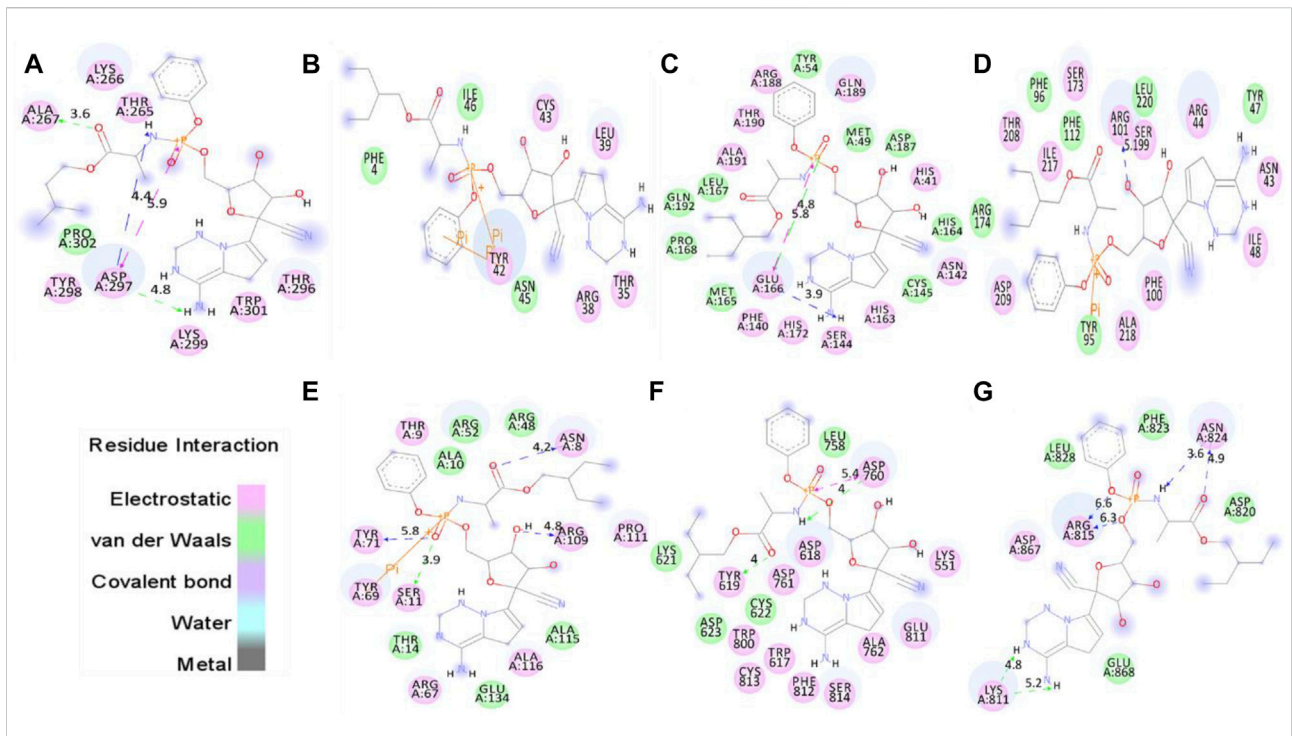 A
LYS
A:266
ALA
A:267
3.6
THR
A:265
H
N
P
O
O
O
O
O
O
O
H
4.4
5.9
PRO
A:302
TYR
A:298
ASP
A:297
4.8
H
N
N
N
N
N
H
H
THR
A:296
TRP
A:301
LYS
A:299
B
ILE
46
CYS
43
LEU
39
PHE
4
Pi
Pi
TYR
42
ASN
45
ARG
38
THR
35
C
ARG
A:188
TYR
A:54
GLN
A:189
THR
A:190
MET
A:49
ASP
A:187
ALA
A:191
HIS
A:41
LEU
A:167
GLN
A:192
4.8
5.8
HIS
A:164
PRO
A:168
GLU
A:166
3.9
ASN
A:142
MET
A:165
CYS
A:145
PHE
A:140
HIS
A:172
SER
A:144
HIS
A:163
D
PHE
96
SER
173
LEU
220
TYR
47
THR
208
PHE
112
ARG
101
SER
199
5.1
ARG
44
ILE
217
ASN
43
ARG
174
ILE
48
ASP
209
PHE
100
Pi
TYR
95
ALA
218
E
THR
A:9
ARG
A:52
ARG
A:48
ASN
A:8
4.2
ALA
A:10
TYR
A:71
5.8
4.8
ARG
A:109
PRO
A:111
Pi
3.9
TYR
A:69
SER
A:11
THR
A:14
ALA
A:115
ALA
A:116
ARG
A:67
GLU
A:134
F
LEU
758
5.4
4
ASP
760
LYS
621
ASP
618
LYS
551
4
TYR
619
ASP
761
CYS
622
ASP
623
TRP
800
TRP
617
ALA
762
GLU
811
CYS
813
PHE
812
SER
814
G
PHE
A:823
ASN
A:824
LEU
A:828
3.6
4.9
6.6
6.3
ARG
A:815
ASP
A:820
ASP
A:867
GLU
A:868
4.8
5.2
LYS
A:811
Residue Interaction
Electrostatic
van der Waals
Covalent bond
Water
Metal